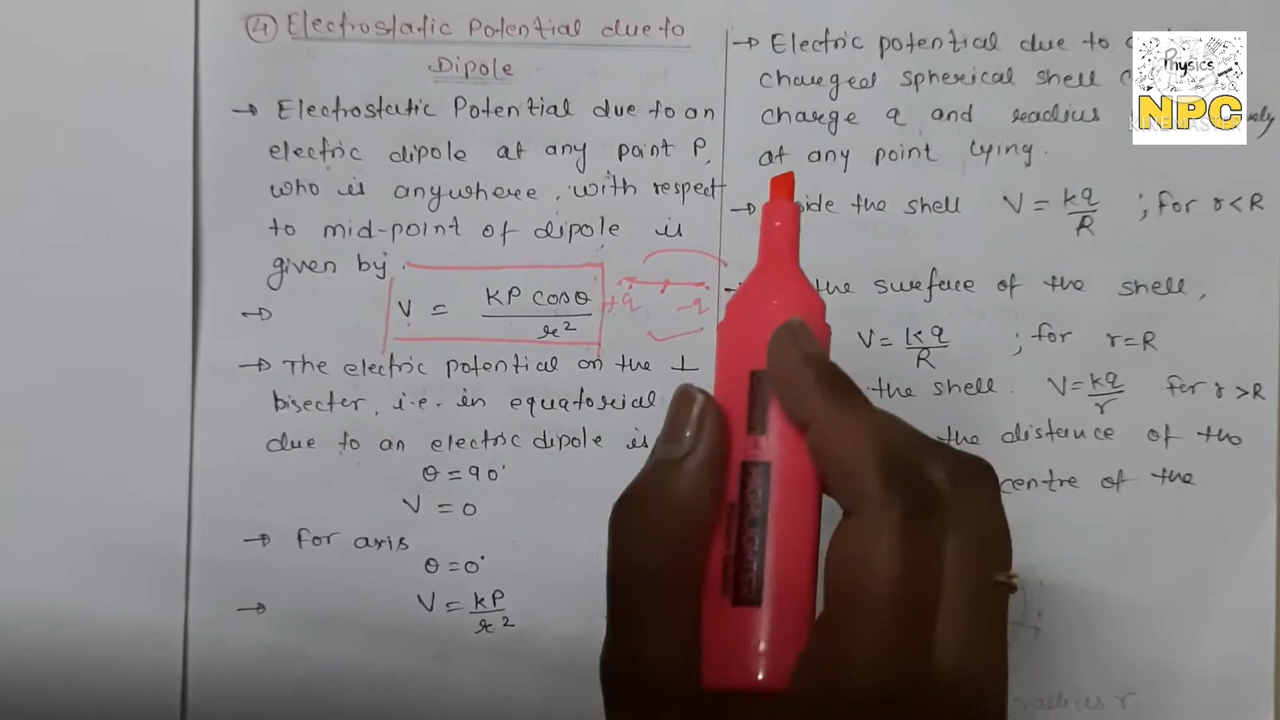 ④ Electrostatic Potential due to
Dipole
→ Electrostatic Potential due to an
electric dipole at any point P,
who is anywhere, with respect
to mid-point of dipole is
given by.
→ V = KP cosθ / r²
+q -q
→ The electric potential on the ⊥
bisecter, i.e. in equatorial
due to an electric dipole is
θ = 90°
V = 0
→ For axis
θ = 0°
→ V = kP / r²
→ Electric potential due to
charged spherical shell
charge q and radius
at any point lying.
→ the shell V = kq / R ; for r < R
the surface of the shell,
V = kq / R ; for r = R
the shell. V = kq / r for r > R
the distance of the
centre of the
radius r
Physics
NPC